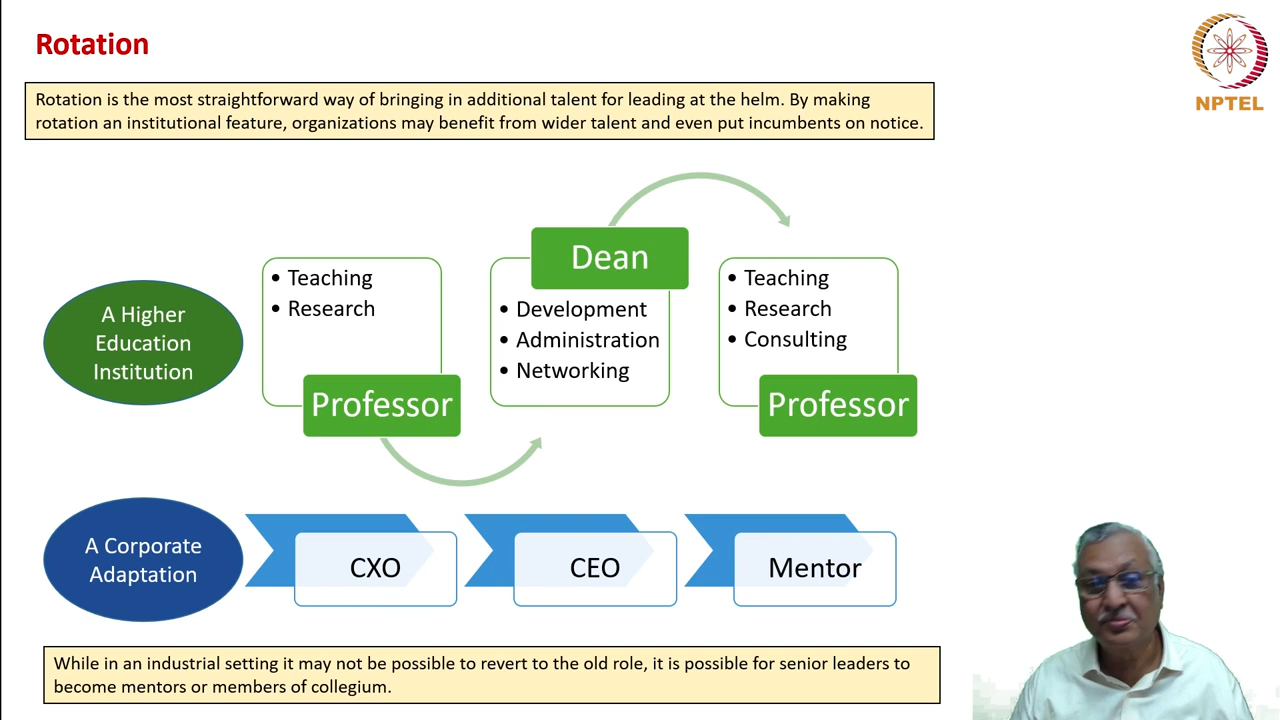 Rotation
NPTEL
Rotation is the most straightforward way of bringing in additional talent for leading at the helm. By making
rotation an institutional feature, organizations may benefit from wider talent and even put incumbents on notice.
A Higher
Education
Institution
• Teaching
• Research
Professor
Dean
• Development
• Administration
• Networking
• Teaching
• Research
• Consulting
Professor
A Corporate
Adaptation
CXO
CEO
Mentor
While in an industrial setting it may not be possible to revert to the old role, it is possible for senior leaders to
become mentors or members of collegium.